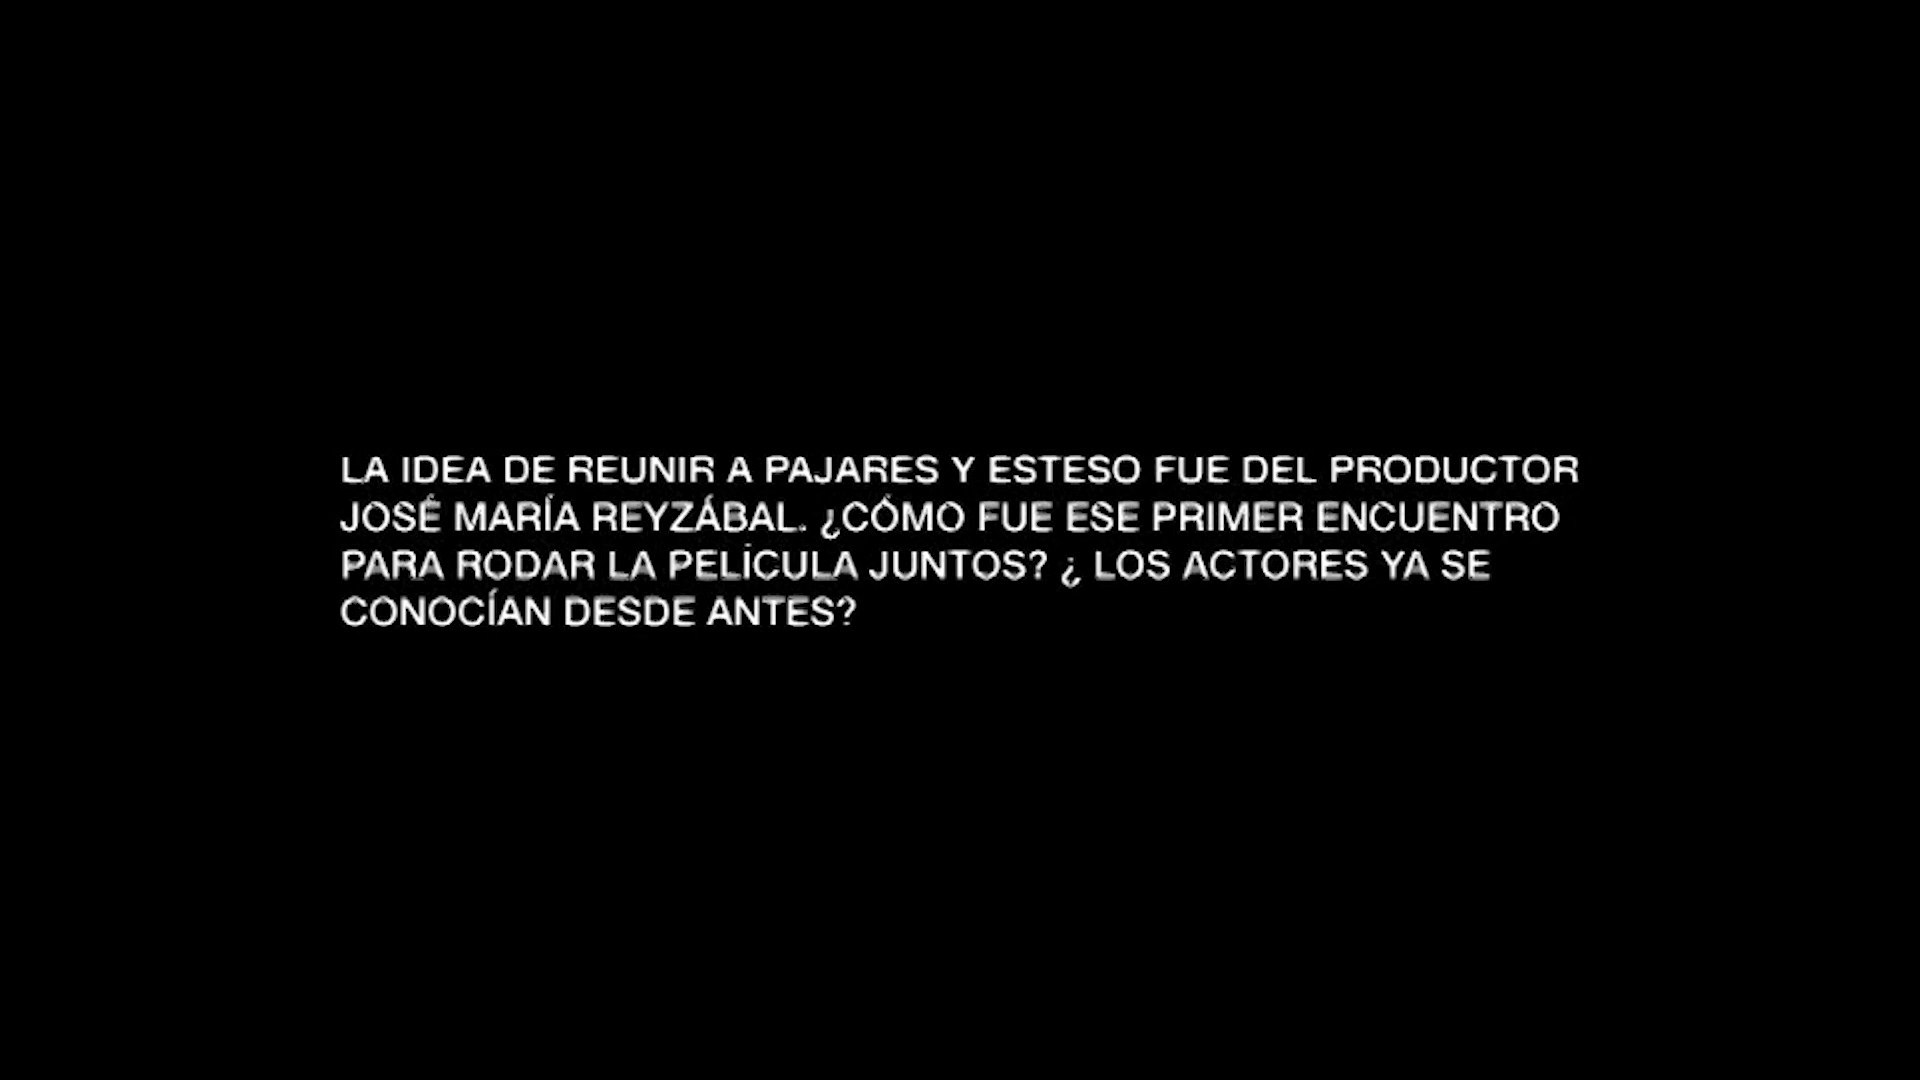 LA IDEA DE REUNIR A PAJARES Y ESTESO FUE DEL PRODUCTOR
JOSÉ MARÍA REYZÁBAL. ¿CÓMO FUE ESE PRIMER ENCUENTRO
PARA RODAR LA PELÍCULA JUNTOS? ¿ LOS ACTORES YA SE
CONOCÍAN DESDE ANTES?